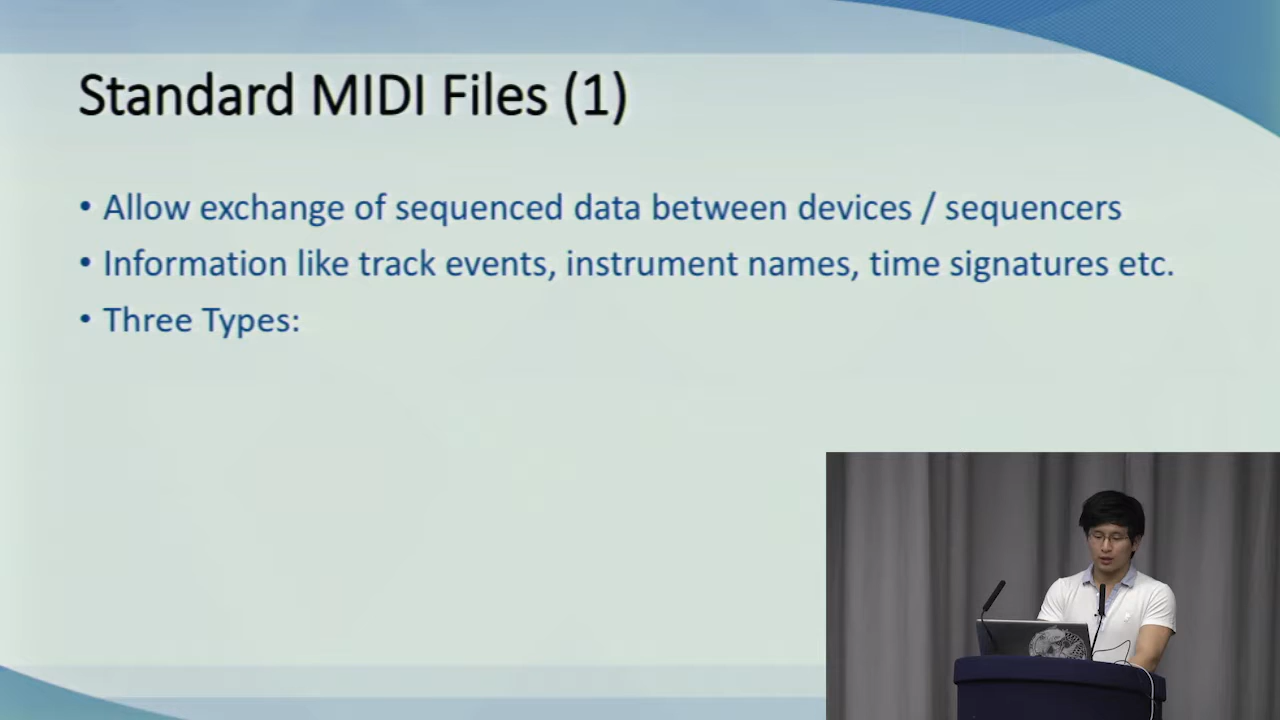 Standard MIDI Files (1)
• Allow exchange of sequenced data between devices / sequencers
• Information like track events, instrument names, time signatures etc.
• Three Types: